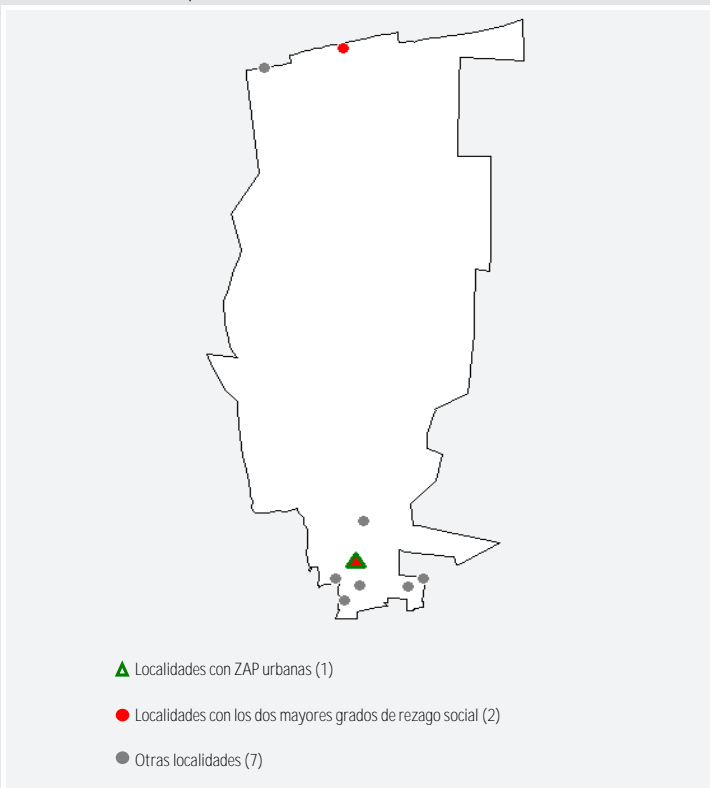 Localidades con ZAP urbanas (1)
Localidades con los dos mayores grados de rezago social (2)
Otras localidades (7)